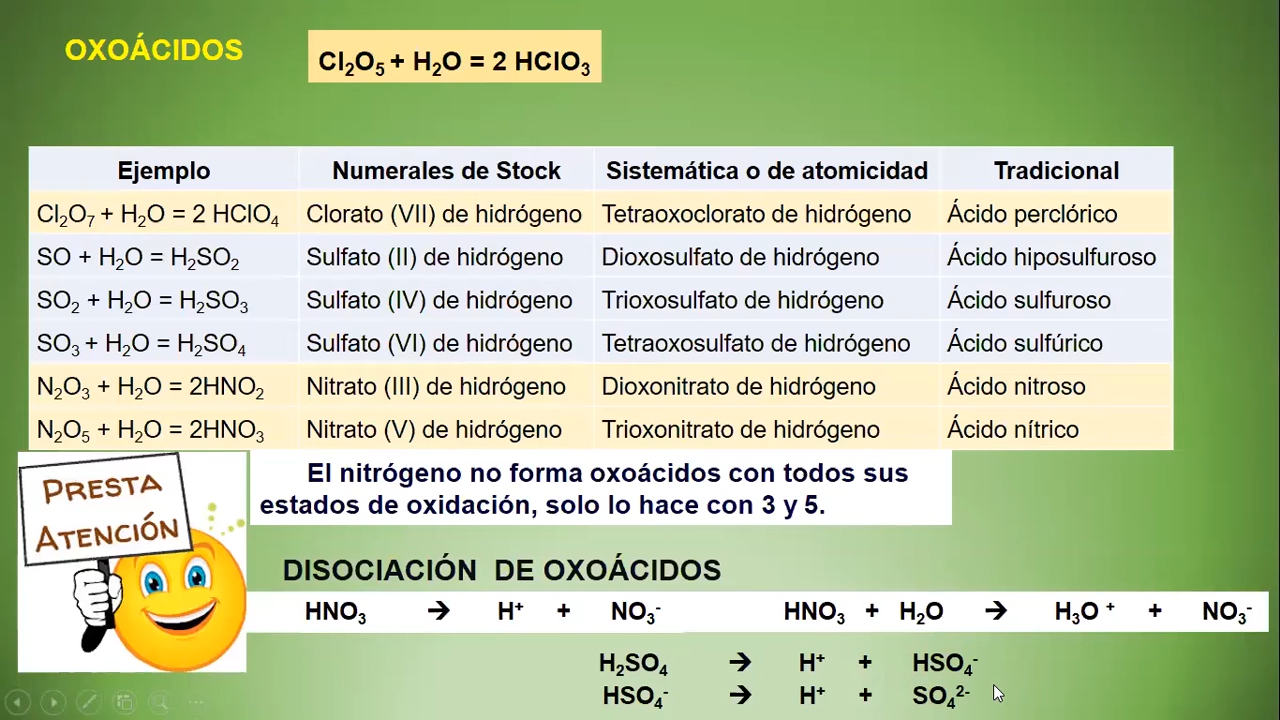 OXOÁCIDOS
Cl₂O₅ + H₂O = 2 HClO₃
Ejemplo Numerales de Stock Sistemática o de atomicidad Tradicional
Cl₂O₇ + H₂O = 2 HClO₄ Clorato (VII) de hidrógeno Tetraoxoclorato de hidrógeno Ácido perclórico
SO + H₂O = H₂SO₂ Sulfato (II) de hidrógeno Dioxosulfato de hidrógeno Ácido hiposulfuroso
SO₂ + H₂O = H₂SO₃ Sulfato (IV) de hidrógeno Trioxosulfato de hidrógeno Ácido sulfuroso
SO₃ + H₂O = H₂SO₄ Sulfato (VI) de hidrógeno Tetraoxosulfato de hidrógeno Ácido sulfúrico
N₂O₃ + H₂O = 2HNO₂ Nitrato (III) de hidrógeno Dioxonitrato de hidrógeno Ácido nitroso
N₂O₅ + H₂O = 2HNO₃ Nitrato (V) de hidrógeno Trioxonitrato de hidrógeno Ácido nítrico
PRESTA
ATENCIÓN
El nitrógeno no forma oxoácidos con todos sus
estados de oxidación, solo lo hace con 3 y 5.
DISOCIACIÓN DE OXOÁCIDOS
HNO₃ → H⁺ + NO₃⁻ HNO₃ + H₂O → H₃O ⁺ + NO₃⁻
H₂SO₄ → H⁺ + HSO₄⁻
HSO₄⁻ → H⁺ + SO₄²⁻